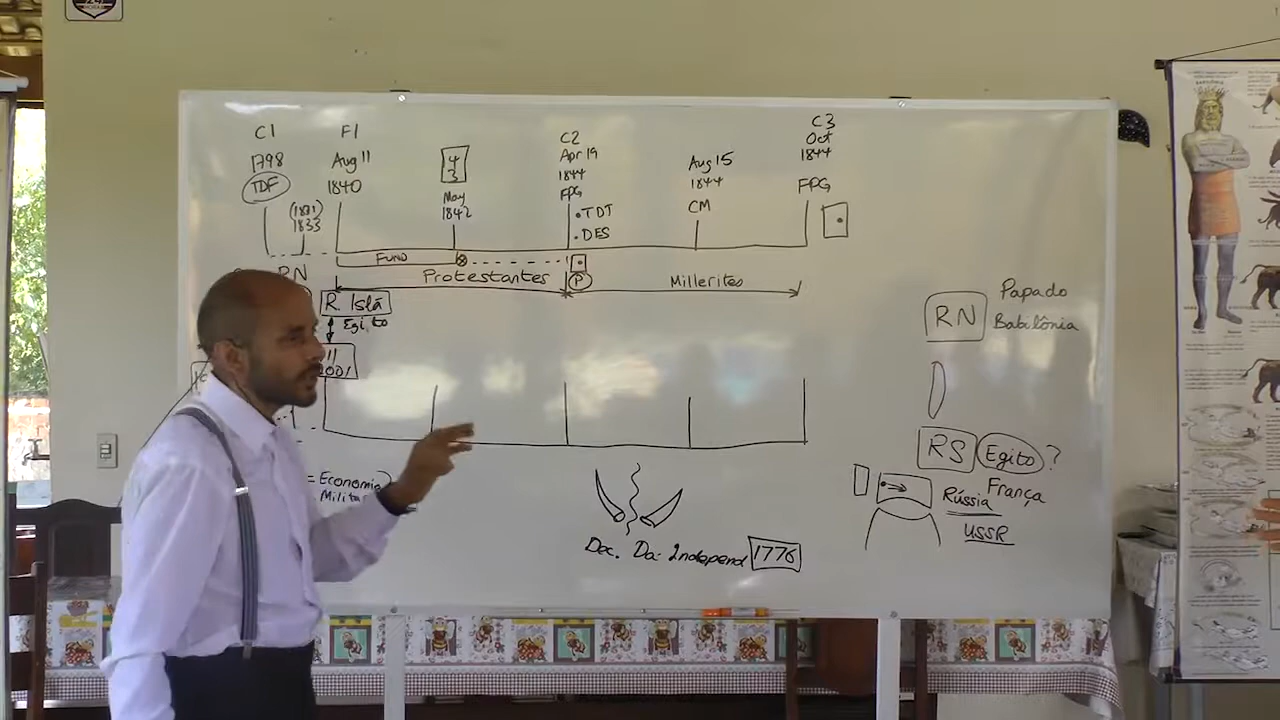 C1
1798
TDF
(1831)
1833
F1
Aug 11
1840
4
3
May
1842
C2
Apr 19
1844
FPG
• TDT
• DES
Aug 15
1844
CM
C3
Oct
1844
FPG
FUND
RN
Protestantes
P
Millerites
R. Islã
Egito
11
= Economia
Milita
Dec. Da. Independ 1776
RN
Papado
Babilônia
RS Egito ?
França
Rússia
USSR